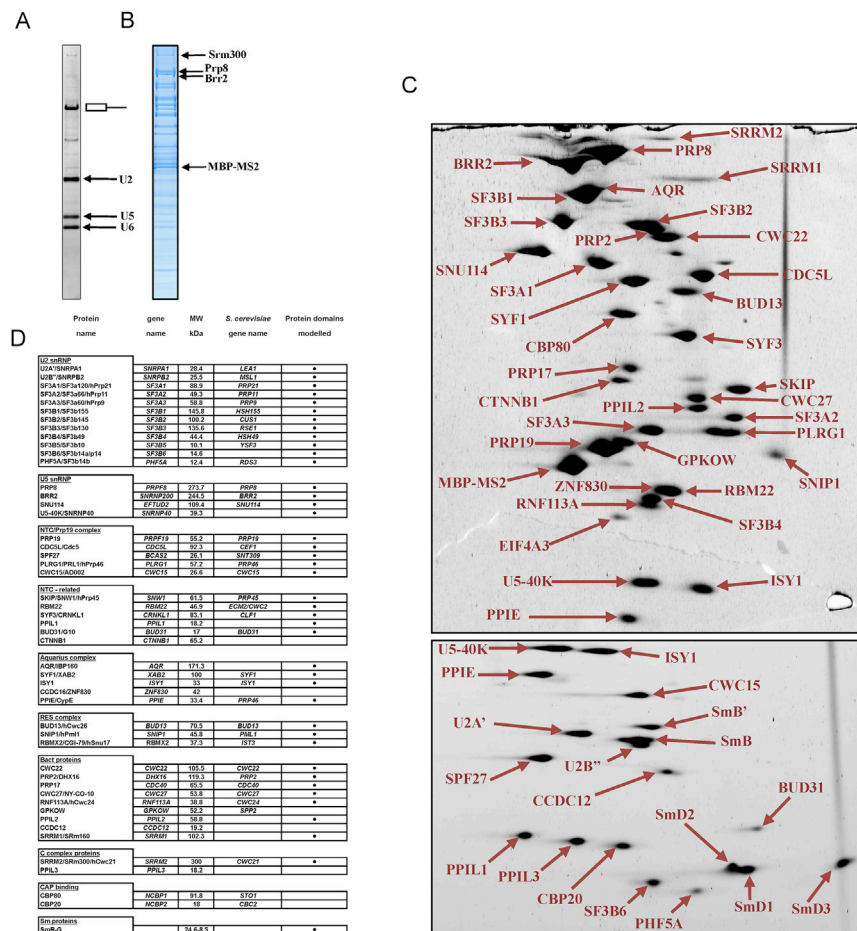 A
B
Srm300
Prp8
Brr2
MBP-MS2
U2
U5
U6
C
SRRM2
PRP8
BRR2
SRRM1
AQR
SF3B1
SF3B2
SF3B3
PRP2
CWC22
SNU114
CDC5L
SF3A1
BUD13
SYF1
CBP80
SYF3
PRP17
SKIP
CTNNB1
CWC27
PPIL2
SF3A2
SF3A3
PLRG1
PRP19
GPKOW
MBP-MS2
SNIP1
ZNF830
RBM22
RNF113A
SF3B4
EIF4A3
U5-40K
ISY1
PPIE
U5-40K
ISY1
PPIE
CWC15
SmB'
U2A'
SmB
U2B"
SPF27
CCDC12
BUD31
SmD2
PPIL1
PPIL3
CBP20
SmD1
SmD3
SF3B6
PHF5A
D
Protein name gene name MW kDa S. cerevisiae gene name Protein domains modelled
U2 snRNP
U2A'/SNRPA1 SNRPA1 28.4 LEA1 •
U2B"/SNRPB2 SNRPB2 25.5 MSL1 •
SF3A1/SF3a120/hPrp21 SF3A1 88.9 PRP21 •
SF3A2/SF3a66/hPrp11 SF3A2 49.3 PRP11 •
SF3A3/SF3a60/hPrp9 SF3A3 58.8 PRP9 •
SF3B1/SF3b155 SF3B1 145.8 HSH155 •
SF3B2/SF3b145 SF3B2 100.2 CUS1 •
SF3B3/SF3b130 SF3B3 135.6 RSE1 •
SF3B4/SF3b49 SF3B4 44.4 HSH49 •
SF3B5/SF3b10 SF3B5 10.1 YSF3 •
SF3B6/SF3b14a/p14 SF3B6 14.6 •
PHF5A/SF3b14b PHF5A 12.4 RDS3 •
U5 snRNP
PRP8 PRPF8 273.7 PRP8 •
BRR2 SNRNP200 244.5 BRR2 •
SNU114 EFTUD2 109.4 SNU114 •
U5-40K/SNRNP40 SNRNP40 39.3 •
NTC/Prp19 complex
PRP19 PRPF19 55.2 PRP19 •
CDC5L/Cdc5 CDC5L 92.3 CEF1 •
SPF27 BCAS2 26.1 SNT309 •
PLRG1/PRL1/hPrp46 PLRG1 57.2 PRP46 •
CWC15/AD002 CWC15 26.6 CWC15 •
NTC - related
SKIP/SNW1/hPrp45 SNW1 61.5 PRP45 •
RBM22 RBM22 46.9 ECM2/CWC2 •
SYF3/CRNKL1 CRNKL1 83.1 CLF1 •
PPIL1 PPIL1 18.2 •
BUD31/G10 BUD31 17 BUD31 •
CTNNB1 CTNNB1 65.2
Aquarius complex
AQR/IBP160 AQR 171.3 •
SYF1/XAB2 XAB2 100 SYF1 •
ISY1 ISY1 33 ISY1 •
CCDC16/ZNF830 ZNF830 42
PPIE/CypE PPIE 33.4 PRP46 •
RES complex
BUD13/hCwc26 BUD13 70.5 BUD13 •
SNIP1/hPml1 SNIP1 45.8 PML1 •
RBMX2/CGI-79/hSnu17 RBMX2 37.3 IST3 •
Bact proteins
CWC22 CWC22 105.5 CWC22 •
PRP2/DHX16 DHX16 119.3 PRP2 •
PRP17 CDC40 65.5 CDC40 •
CWC27/NY-CO-10 CWC27 53.8 CWC27 •
RNF113A/hCwc24 RNF113A 38.8 CWC24 •
GPKOW GPKOW 52.2 SPP2
PPIL2 PPIL2 58.8 •
CCDC12 CCDC12 19.2
SRRM1/SRm160 SRRM1 102.3 •
C complex proteins
SRRM2/SRm300/hCwc21 SRRM2 300 CWC21 •
PPIL3 PPIL3 18.2
CAP binding
CBP80 NCBP1 91.8 STO1
CBP20 NCBP2 18 CBC2
Sm proteins
SmB-G 24.6-8.5 •